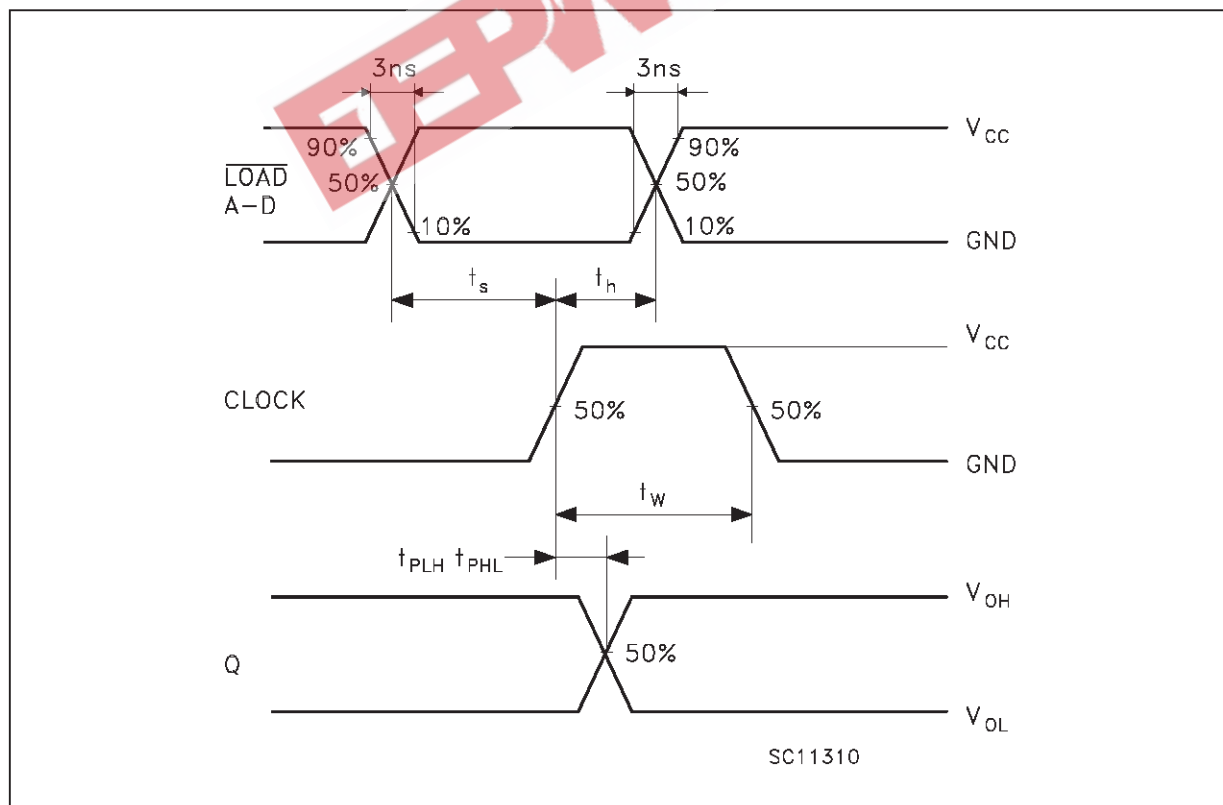 EEPW
3ns 3ns
V_CC
90% 90%
LOAD 50% 50%
A-D
10% 10%
GND
t_s t_h
V_CC
CLOCK 50% 50%
GND
t_W
t_PLH t_PHL
V_OH
Q 50%
V_OL
SC11310